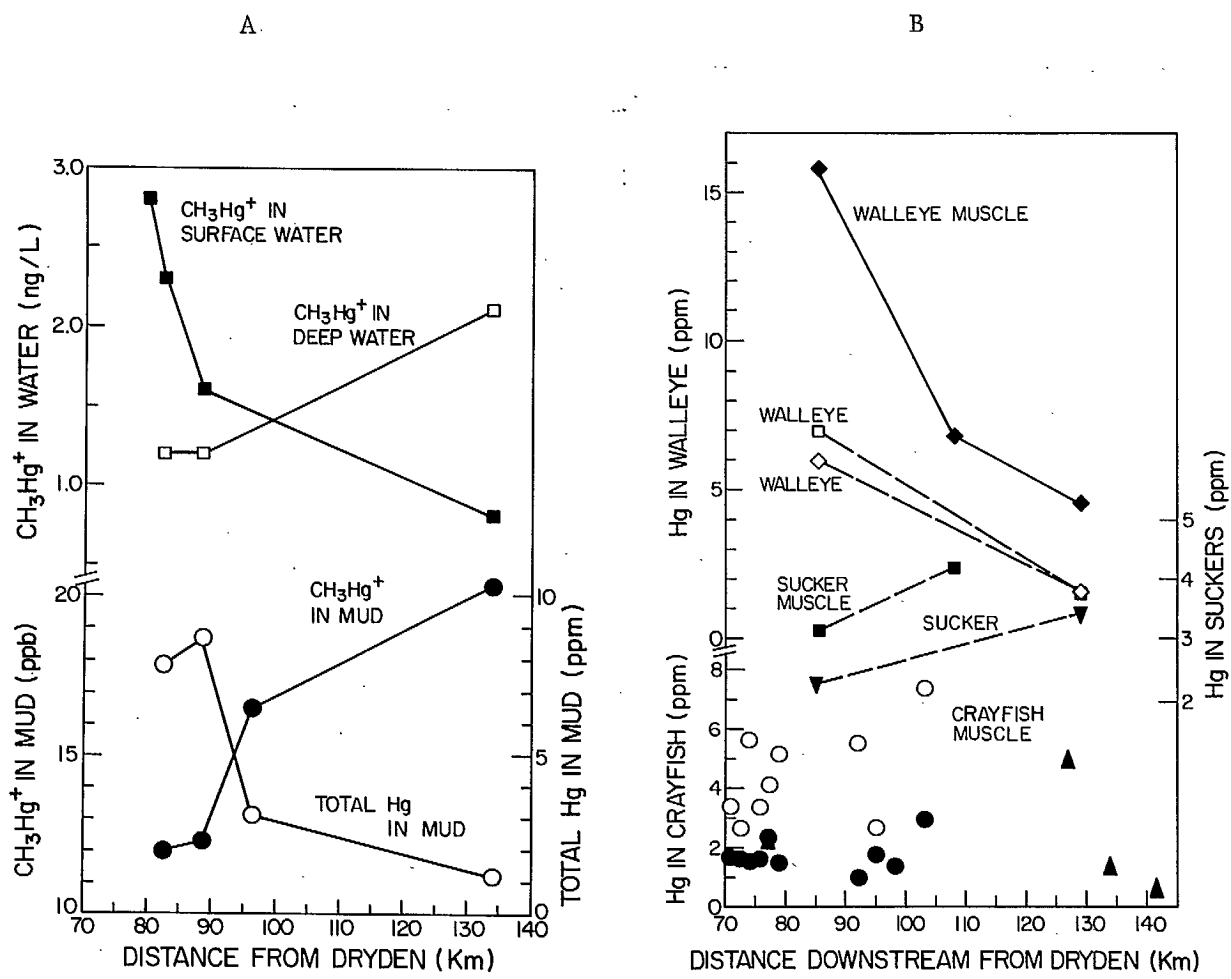 A
B
3.0
2.0
1.0
20
15
10
CH₃Hg⁺ IN WATER (ng/L)
CH₃Hg⁺ IN MUD (ppb)
CH₃Hg⁺ IN
SURFACE WATER
CH₃Hg⁺ IN
DEEP WATER
CH₃Hg⁺
IN MUD
TOTAL Hg
IN MUD
10
5
0
TOTAL Hg IN MUD (ppm)
70 80 90 100 110 120 130 140
DISTANCE FROM DRYDEN (Km)
15
10
5
0
8
6
4
2
0
Hg IN WALLEYE (ppm)
Hg IN CRAYFISH (ppm)
WALLEYE MUSCLE
WALLEYE
WALLEYE
SUCKER
MUSCLE
SUCKER
CRAYFISH
MUSCLE
5
4
3
2
Hg IN SUCKERS (ppm)
70 80 90 100 110 120 130 140
DISTANCE DOWNSTREAM FROM DRYDEN (Km)